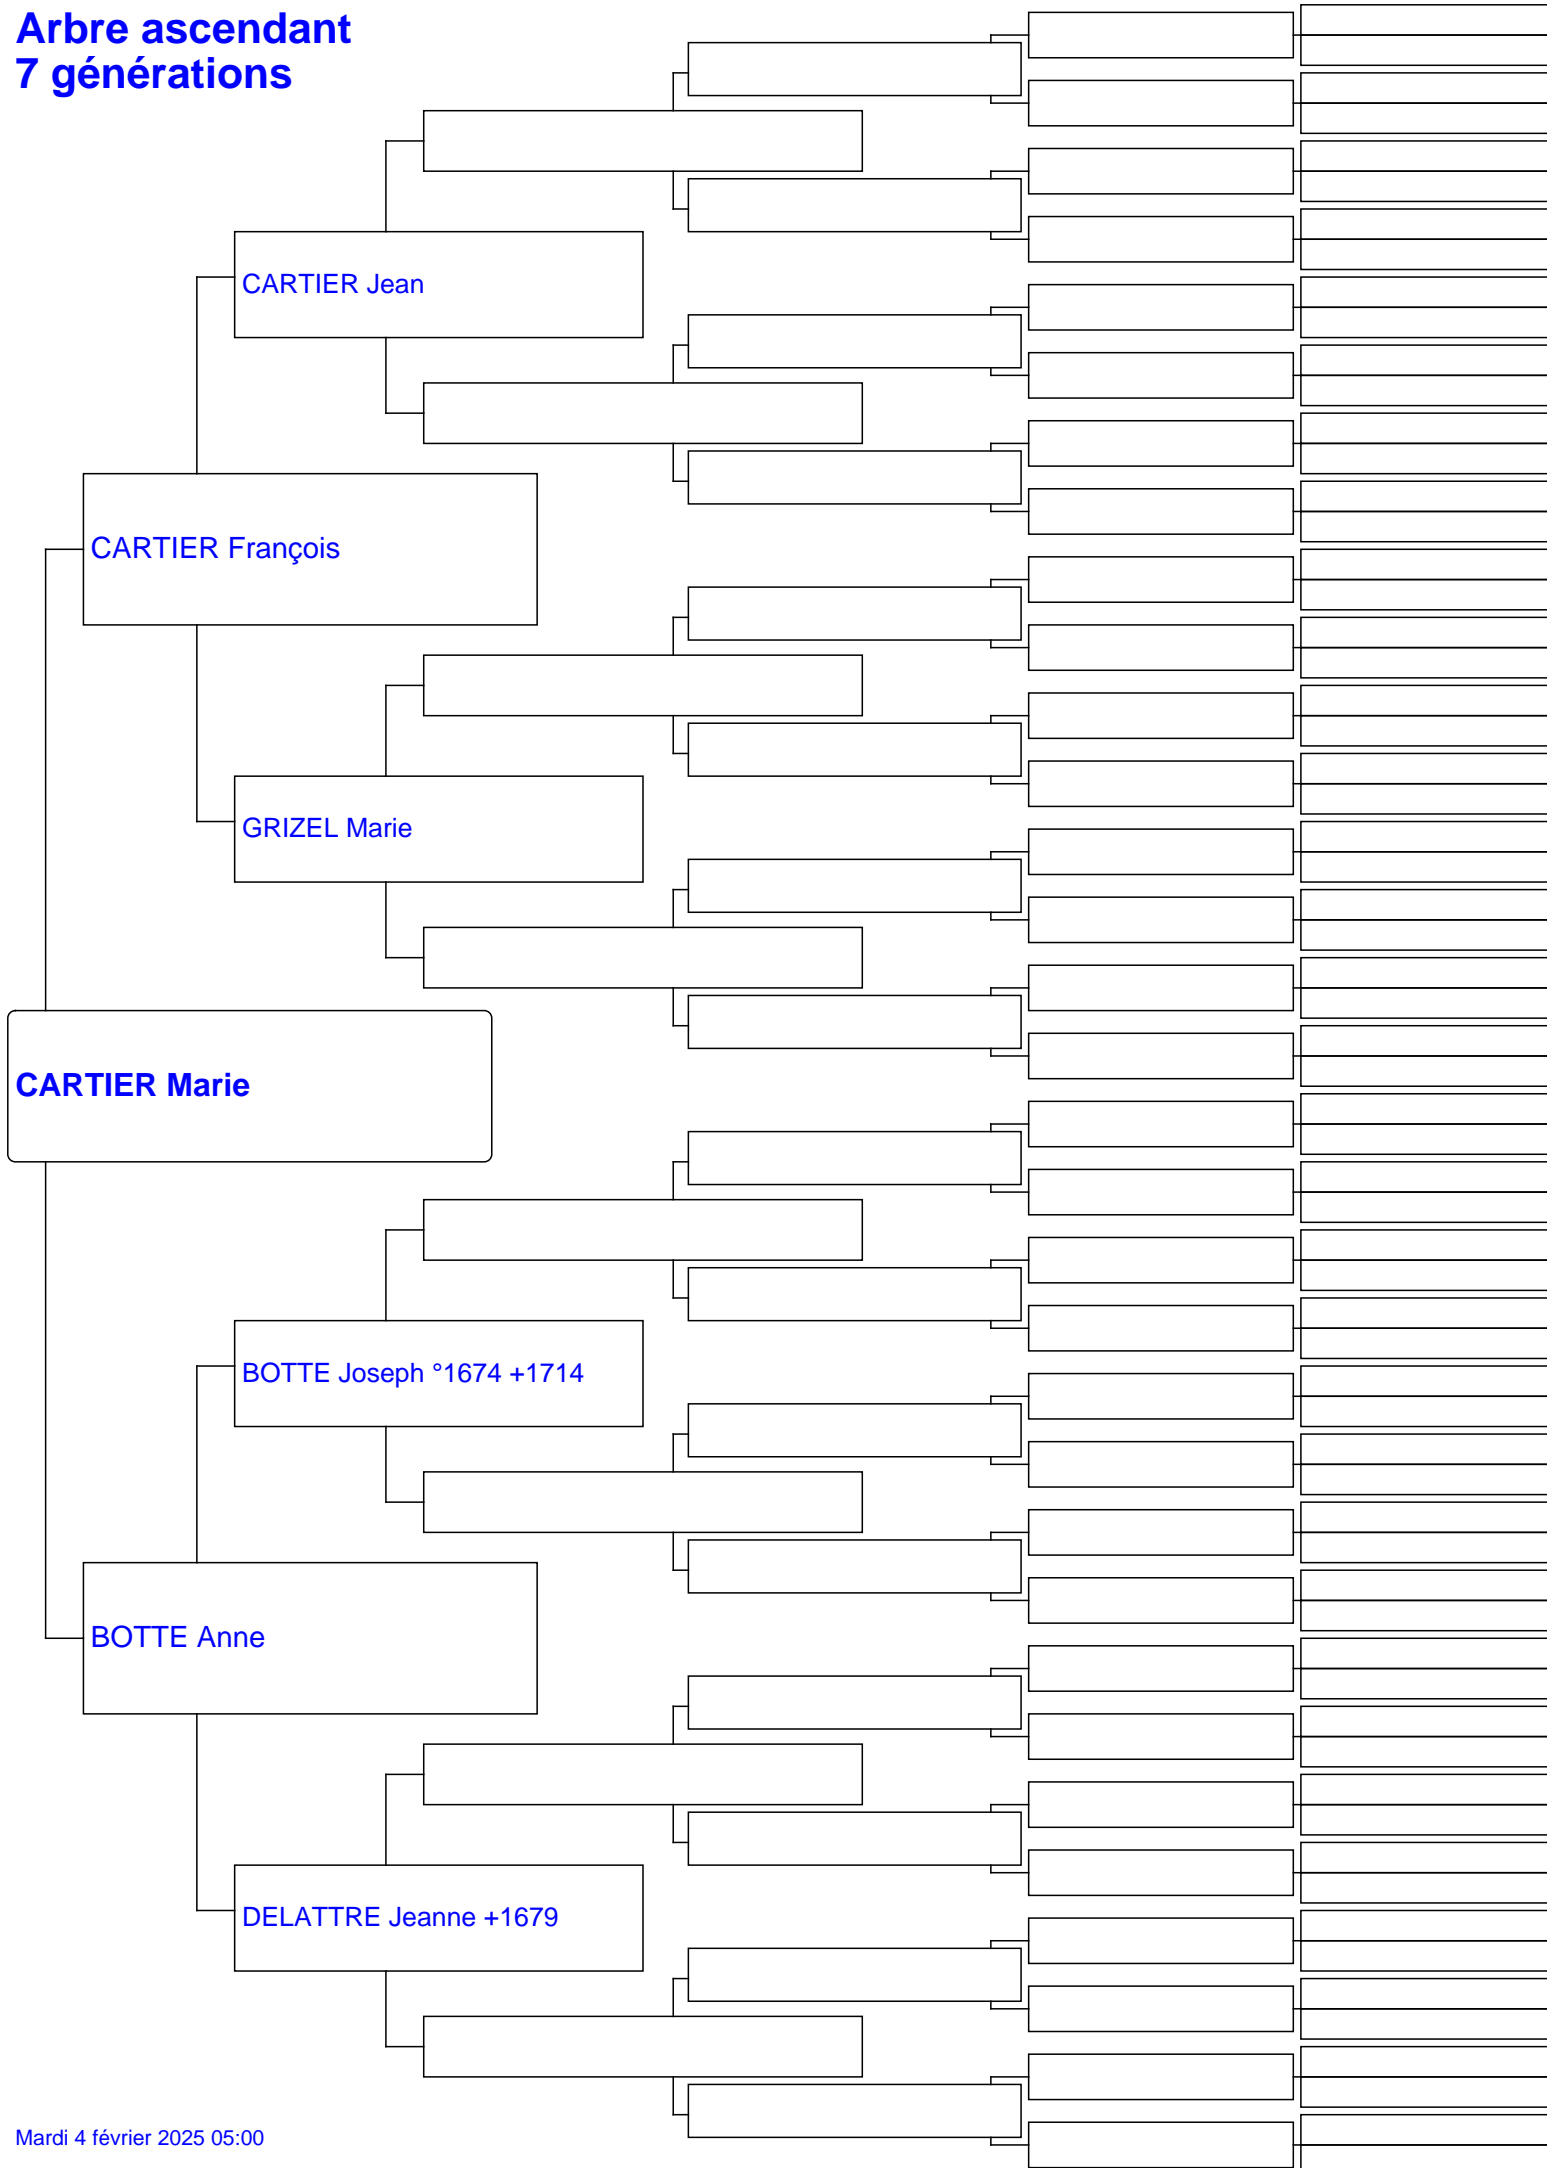 Arbre ascendant
7 générations
CARTIER Jean
CARTIER François
GRIZEL Marie
CARTIER Marie
BOTTE Joseph °1674 +1714
BOTTE Anne
DELATTRE Jeanne +1679
Mardi 4 février 2025 05:00